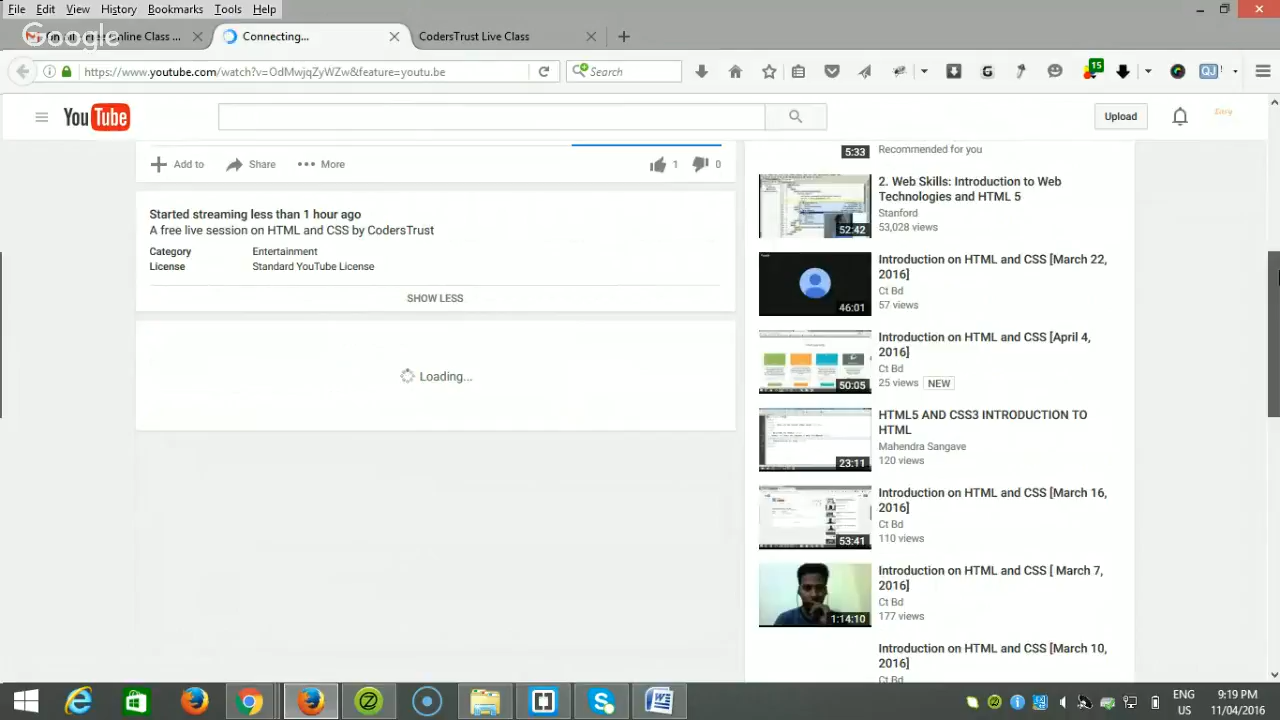 File Edit View History Bookmarks Tools Help
Google
Online Class ...
Connecting...
CodersTrust Live Class
https://www.youtube.com/watch?v=OdMwjqZyWZw&feature=youtu.be
Search
15
YouTube
Upload
Add to Share More 1 0
5:33
Recommended for you
2. Web Skills: Introduction to Web
Technologies and HTML 5
Stanford
53,028 views
52:42
Started streaming less than 1 hour ago
A free live session on HTML and CSS by CodersTrust
Category Entertainment
License Standard YouTube License
SHOW LESS
Loading...
Introduction on HTML and CSS [March 22,
2016]
Ct Bd
57 views
46:01
Introduction on HTML and CSS [April 4,
2016]
Ct Bd
25 views NEW
50:05
HTML5 AND CSS3 INTRODUCTION TO
HTML
Mahendra Sangave
120 views
23:11
Introduction on HTML and CSS [March 16,
2016]
Ct Bd
110 views
53:41
Introduction on HTML and CSS [ March 7,
2016]
Ct Bd
177 views
1:14:10
Introduction on HTML and CSS [March 10,
2016]
Ct Bd
ENG
US
9:19 PM
11/04/2016